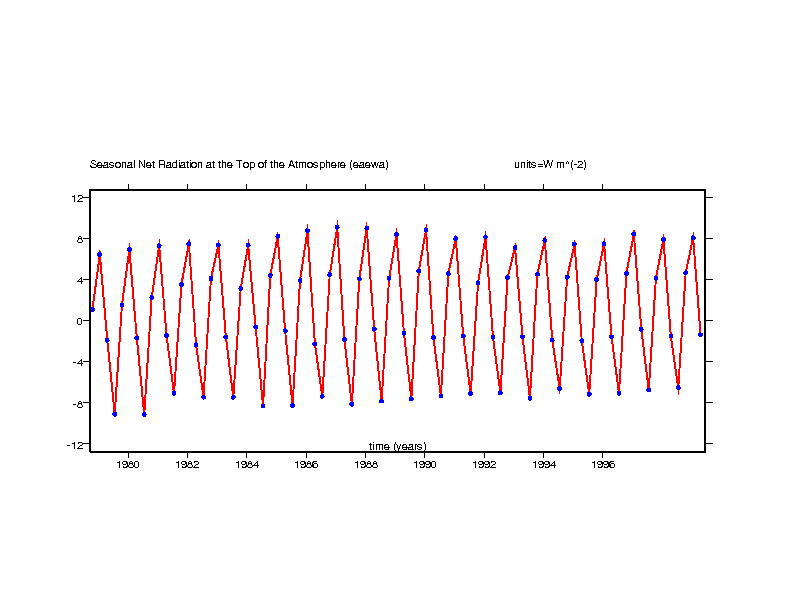 Seasonal Net Radiation at the Top of the Atmosphere (eaewa) units=W m^(-2)
12
8
4
0
-4
-8
-12
time (years)
1980 1982 1984 1986 1988 1990 1992 1994 1996